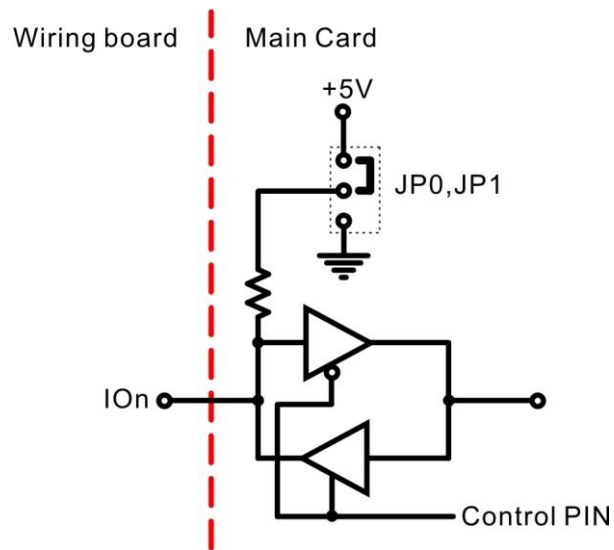 Wiring board
Main Card
+5V
JP0,JP1
IOn
Control PIN